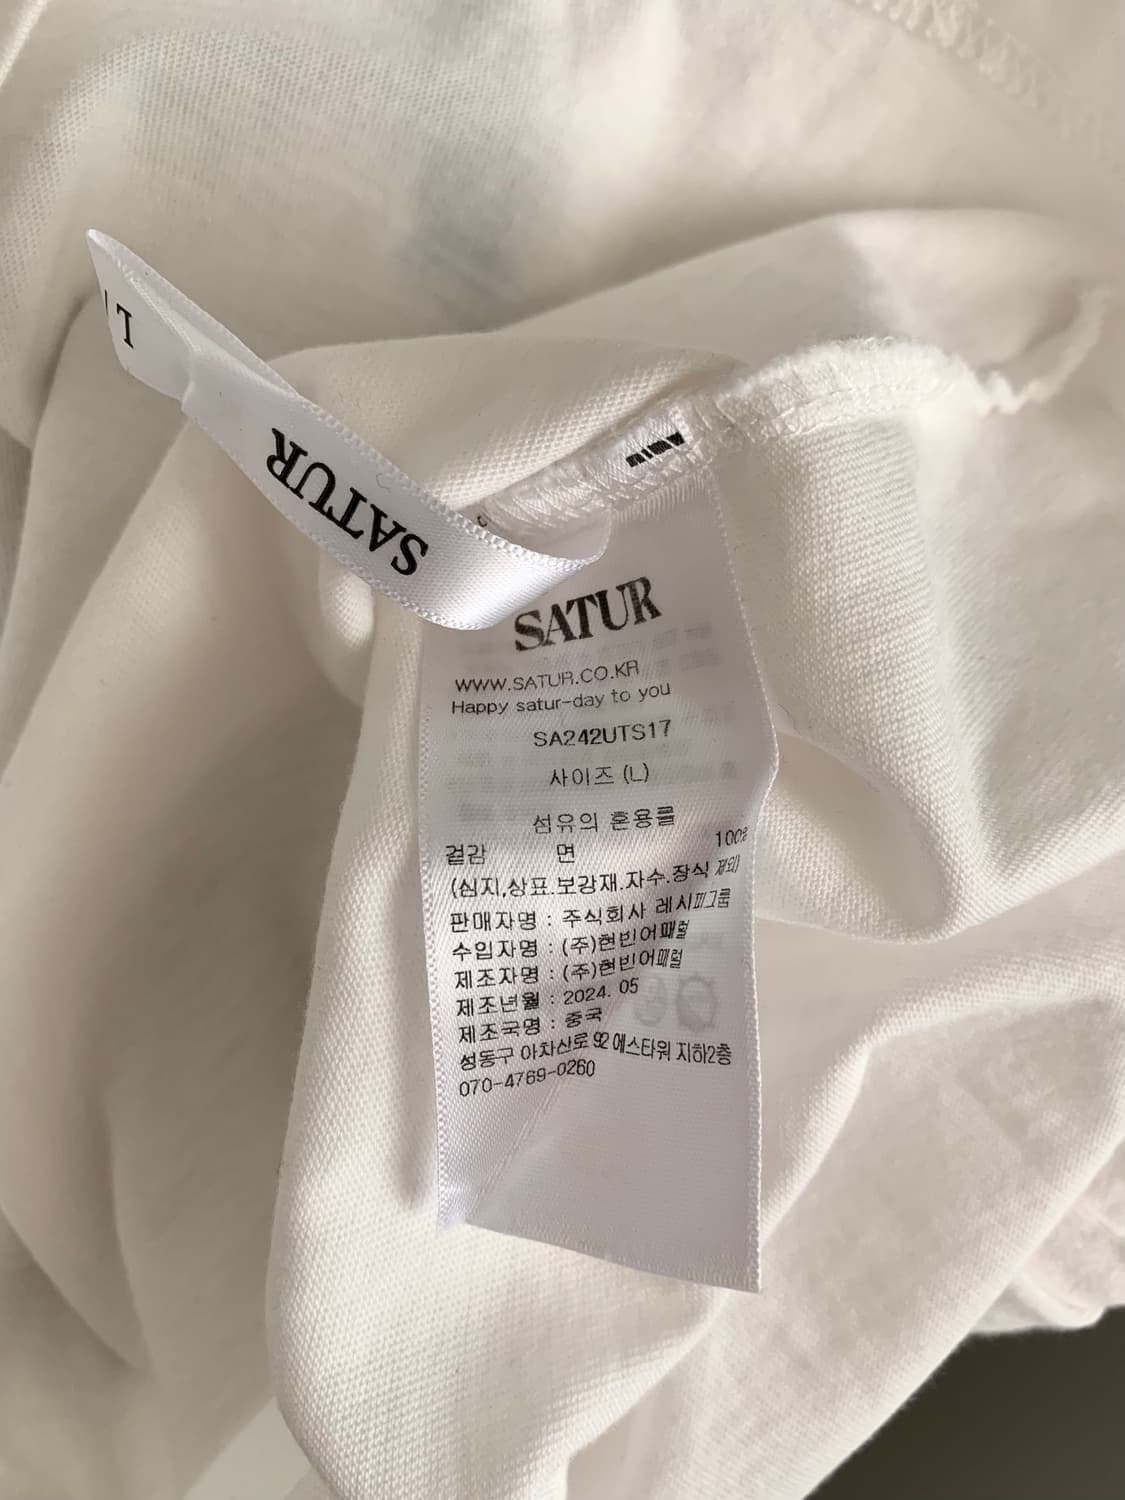 L
SATUR
SATUR
WWW.SATUR.CO.KR
Happy satur-day to you
SA242UTS17
사이즈 (L)
섬유의 혼용률
겉감 면 100%
(심지,상표.보강재.자수.장식 제외)
판매자명 : 주식회사 레시피그룹
수입자명 : (주)현빈어패럴
제조자명 : (주)현빈어패럴
제조년월 : 2024. 05
제조국명 : 중국
성동구 아차산로 92 에스타워 지하2층
070-4769-0260